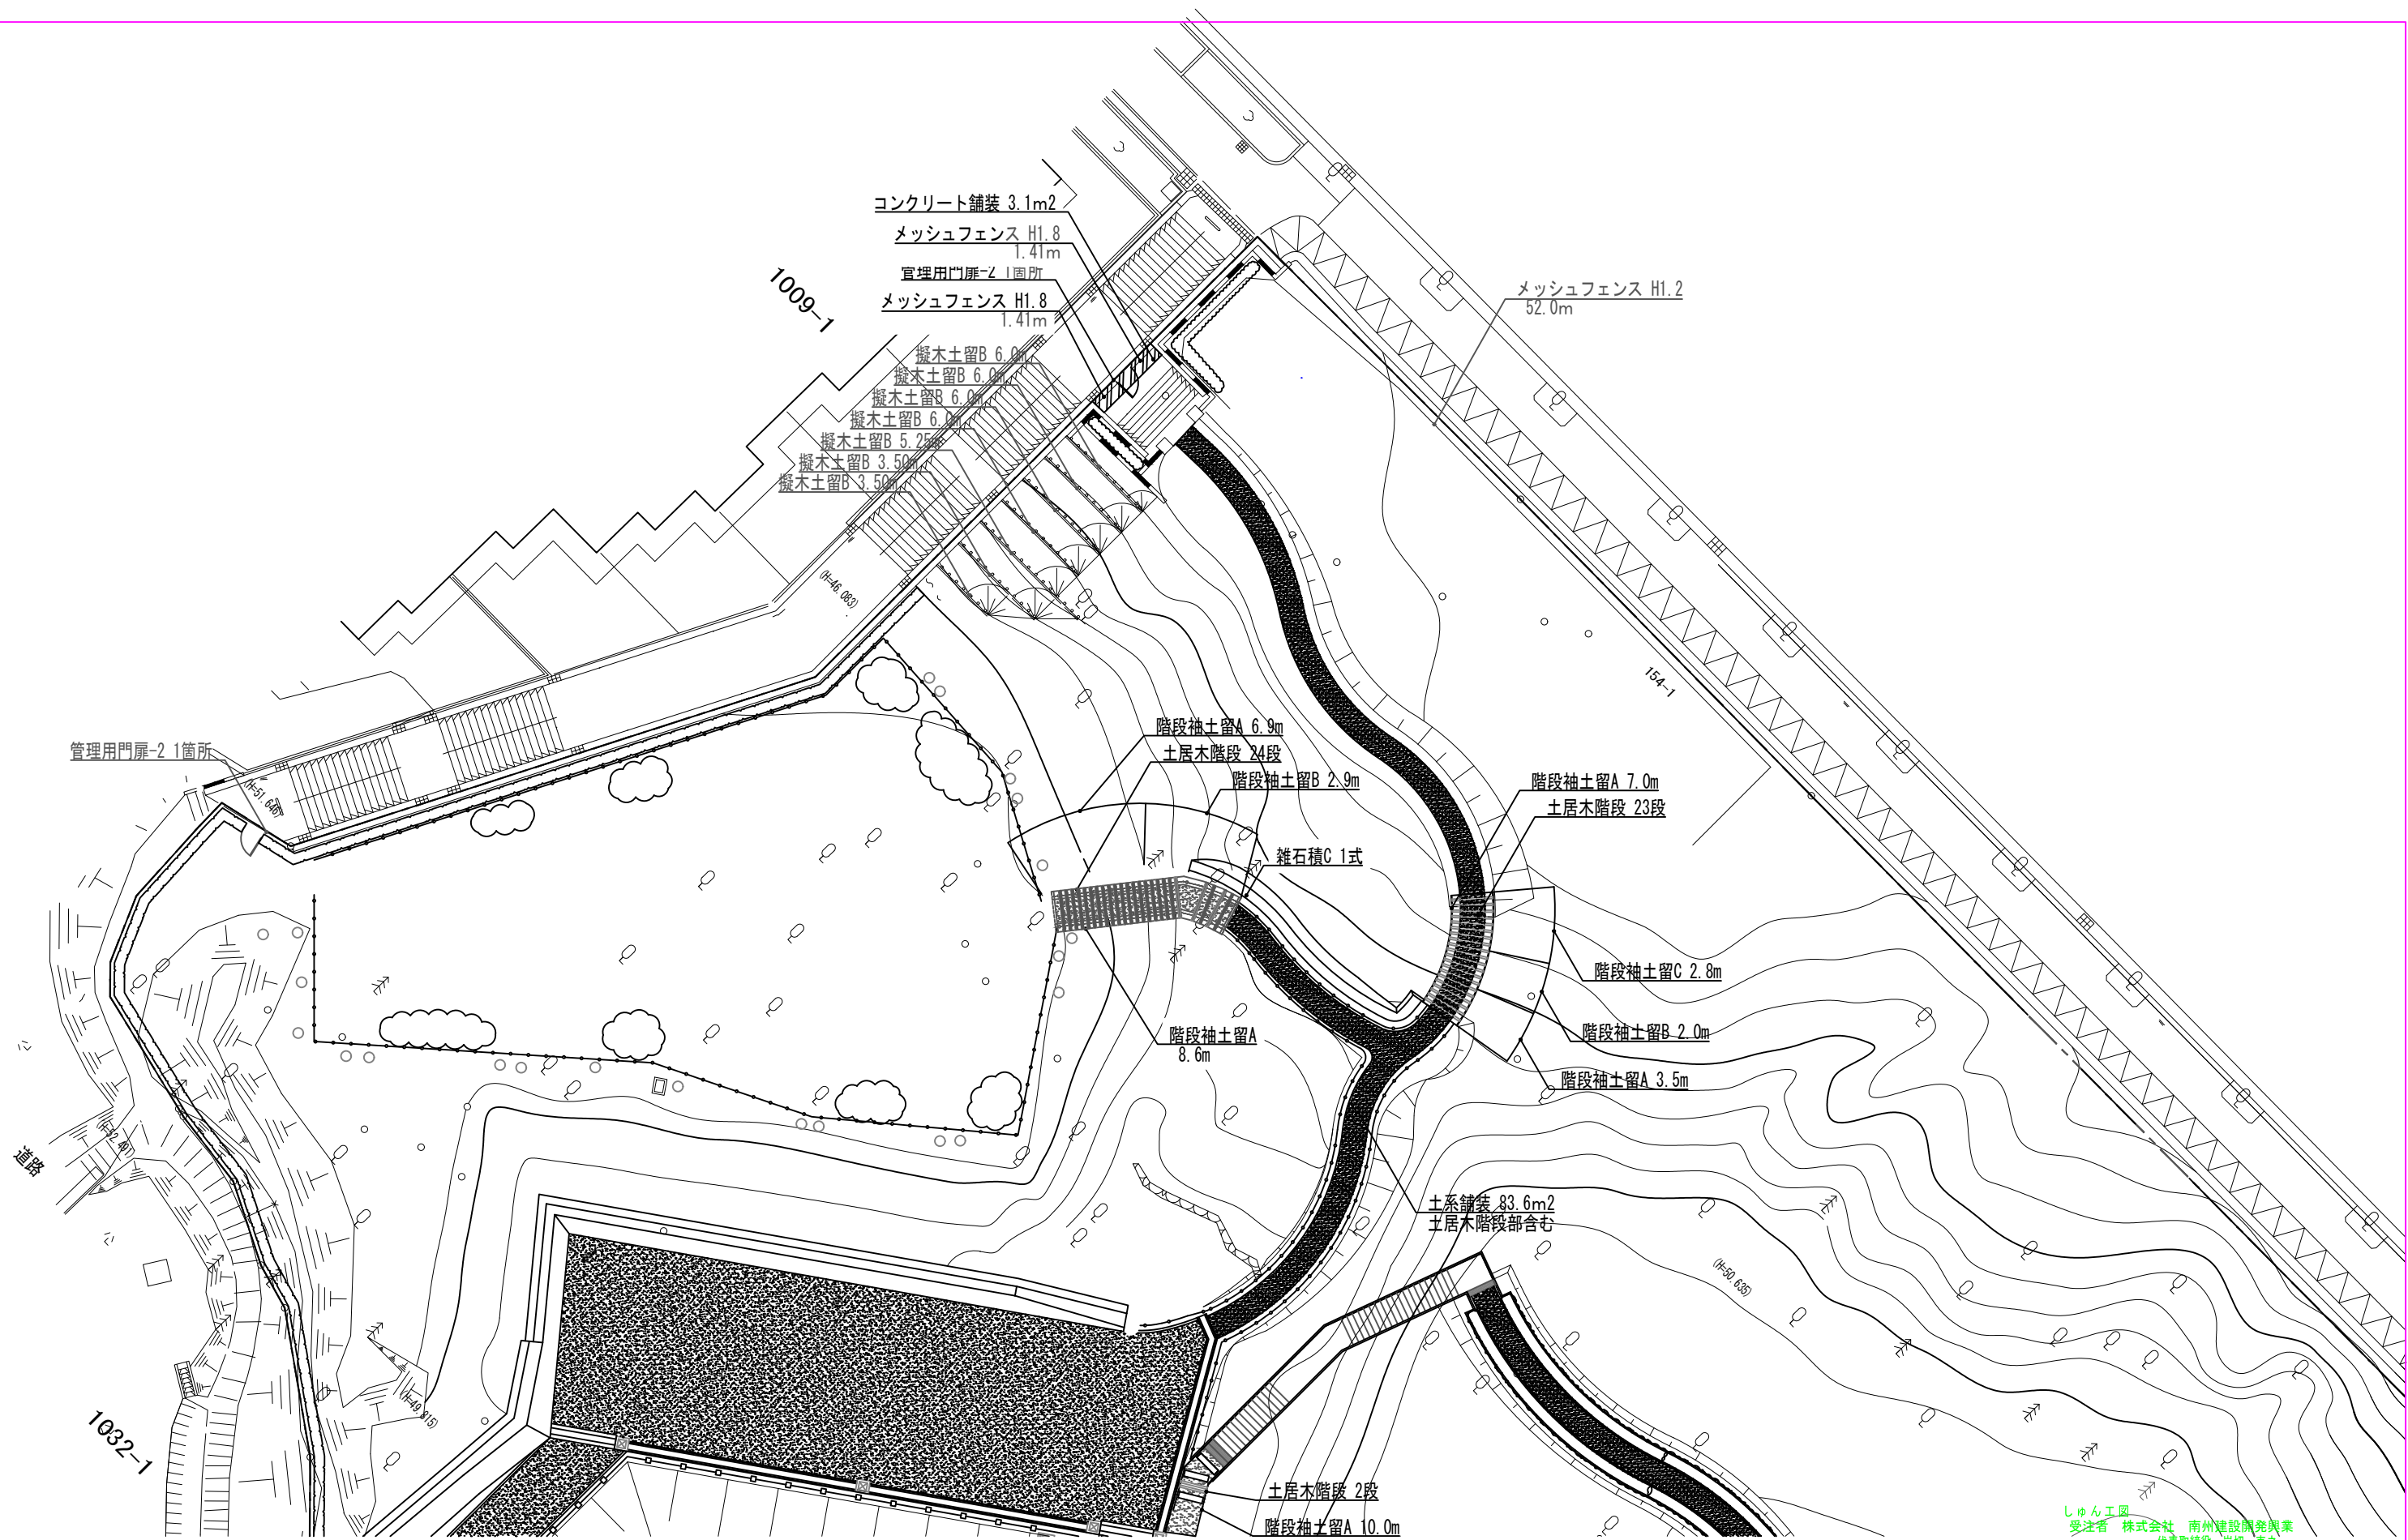 コンクリート舗装 3.1m2
メッシュフェンス H1.8
1.41m
管理用門扉-2 1箇所
メッシュフェンス H1.8
1.41m
1009-1
メッシュフェンス H1.2
52.0m
擬木土留B 6.0m
擬木土留B 6.0m
擬木土留B 6.0m
擬木土留B 6.0m
擬木土留B 5.25m
擬木土留B 3.50m
擬木土留B 3.50m
(H=46.083)
154-1
管理用門扉-2 1箇所
(H=51.646)
階段袖土留A 6.9m
土居木階段 24段
階段袖土留B 2.9m
階段袖土留A 7.0m
土居木階段 23段
雑石積C 1式
階段袖土留C 2.8m
階段袖土留B 2.0m
階段袖土留A
8.6m
階段袖土留A 3.5m
道路
土系舗装 83.6m2
土居木階段部含む
(H=50.635)
(H=49.815)
1032-1
土居木階段 2段
階段袖土留A 10.0m
しゅん工図
受注者 株式会社 南州建設開発興業